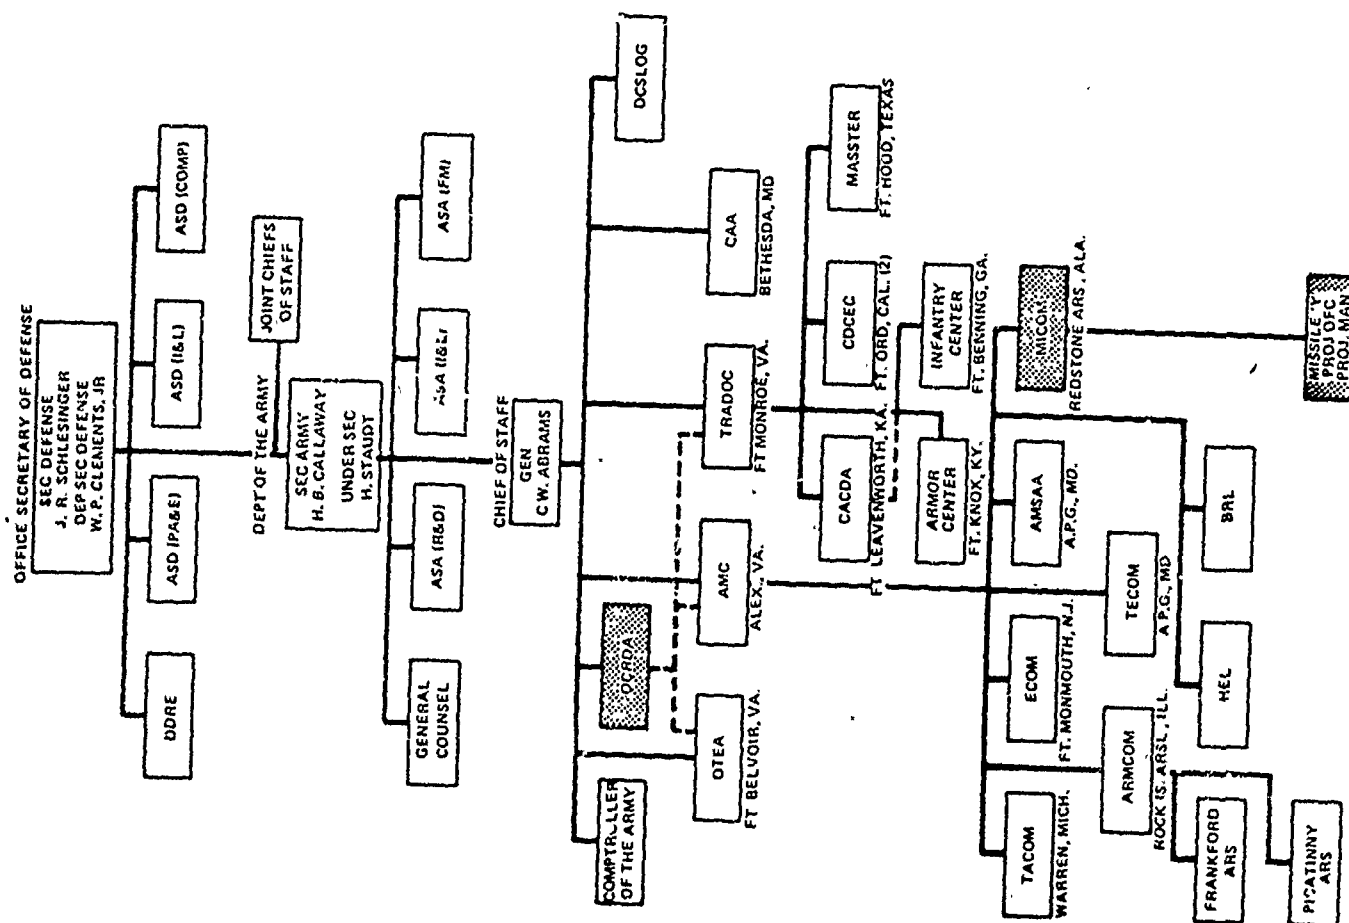 OFFICE SECRETARY OF DEFENSE
SEC DEFENSE
J. R. SCHLESINGER
DEP SEC DEFENSE
W. P. CLEMENTS, JR
DDRE
ASD (PA&E)
ASD (I&L)
ASD (COMP)
DEPT OF THE ARMY
JOINT CHIEFS
OF STAFF
SEC ARMY
H. B. CALLAWAY
UNDER SEC
H. STAUDT
GENERAL
COUNSEL
ASA (R&D)
ASA (I&L)
ASA (FM)
CHIEF OF STAFF
GEN
C W. ABRAMS
COMPTROLLER
OF THE ARMY
OCRDA
DCSLOG
OTEA
FT BELVOIR, VA.
AMC
ALEX., VA.
TRADOC
FT MONROE, VA.
CAA
BETHESDA, MD
CACDA
FT LEAVENWORTH, KA.
CDCEC
FT. ORD, CAL. (2)
MASSTER
FT. HOOD, TEXAS
ARMOR
CENTER
FT. KNOX, KY.
INFANTRY
CENTER
FT. BENNING, GA.
TACOM
WARREN, MICH.
ECOM
FT. MONMOUTH, N.J.
AMSAA
A.P.G., MD.
MICOM
REDSTONE ARS., ALA.
ARMCOM
ROCK IS. ARSL., ILL.
TECOM
A.P.G., MD
FRANKFORD
ARS
HEL
BRL
PICATINNY
ARS
MISSILE 'Y'
PROJ OFC
PROJ. MAN